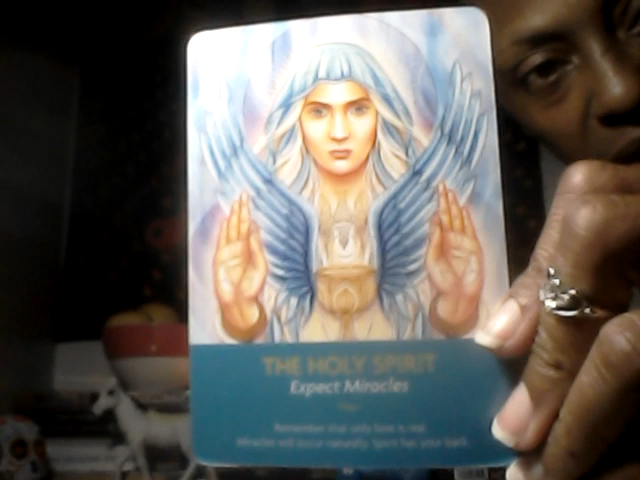 THE HOLY SPIRIT
Expect Miracles
Remember that only love is real.
Miracles will occur naturally. Spirit has your back.